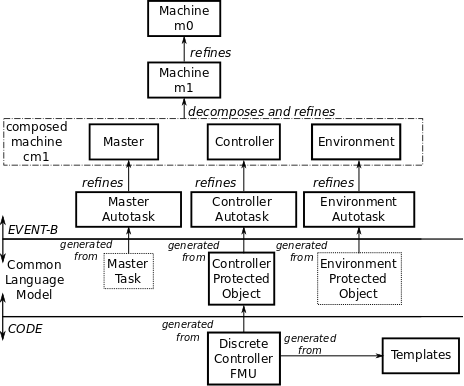 Machine
m0
refines
Machine
m1
decomposes and refines
composed
machine
cm1
Master
Controller
Environment
refines
refines
refines
Master
Autotask
Controller
Autotask
Environment
Autotask
EVENT-B
generated
from
generated
from
generated
from
Common
Language
Model
Master
Task
Controller
Protected
Object
Environment
Protected
Object
CODE
generated
from
Discrete
Controller
FMU
generated
from
Templates